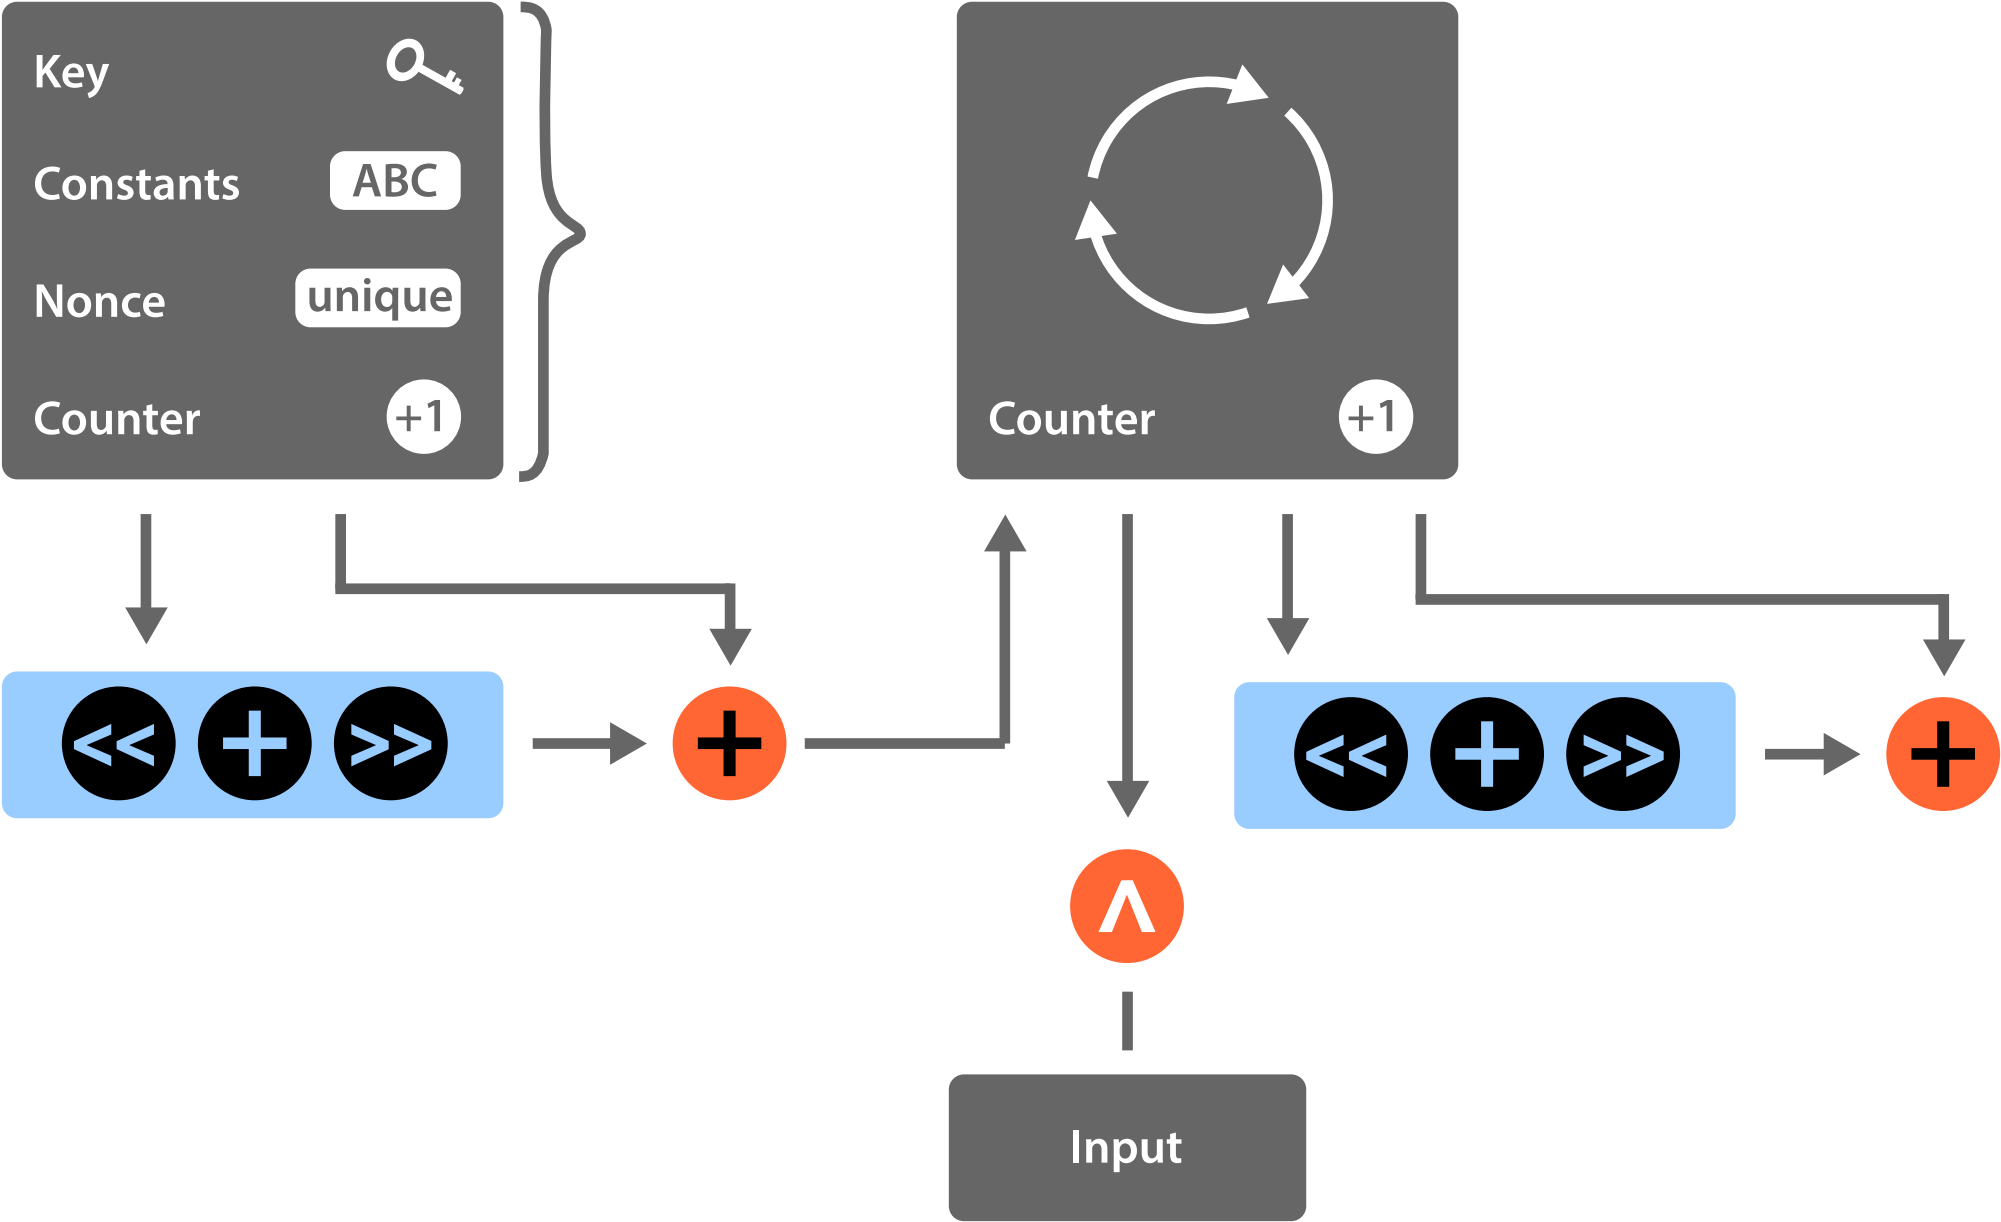 Key
Constants ABC
Nonce unique
Counter +1
Counter +1
<< + >>
+
<< + >>
+
^
Input